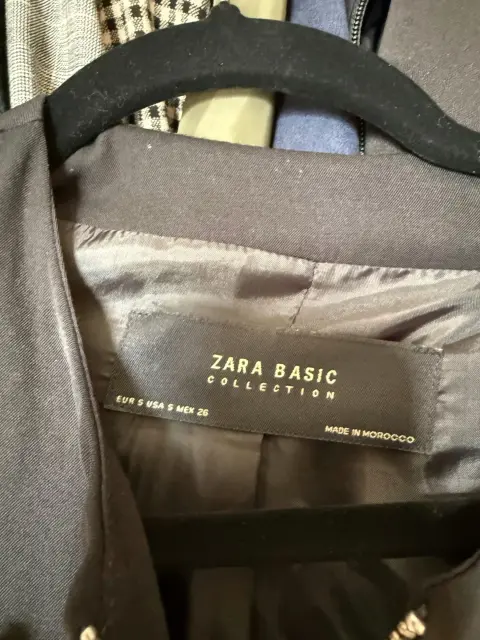 ZARA BASIC
COLLECTION
EUR S USA S MEX 26
MADE IN MOROCCO